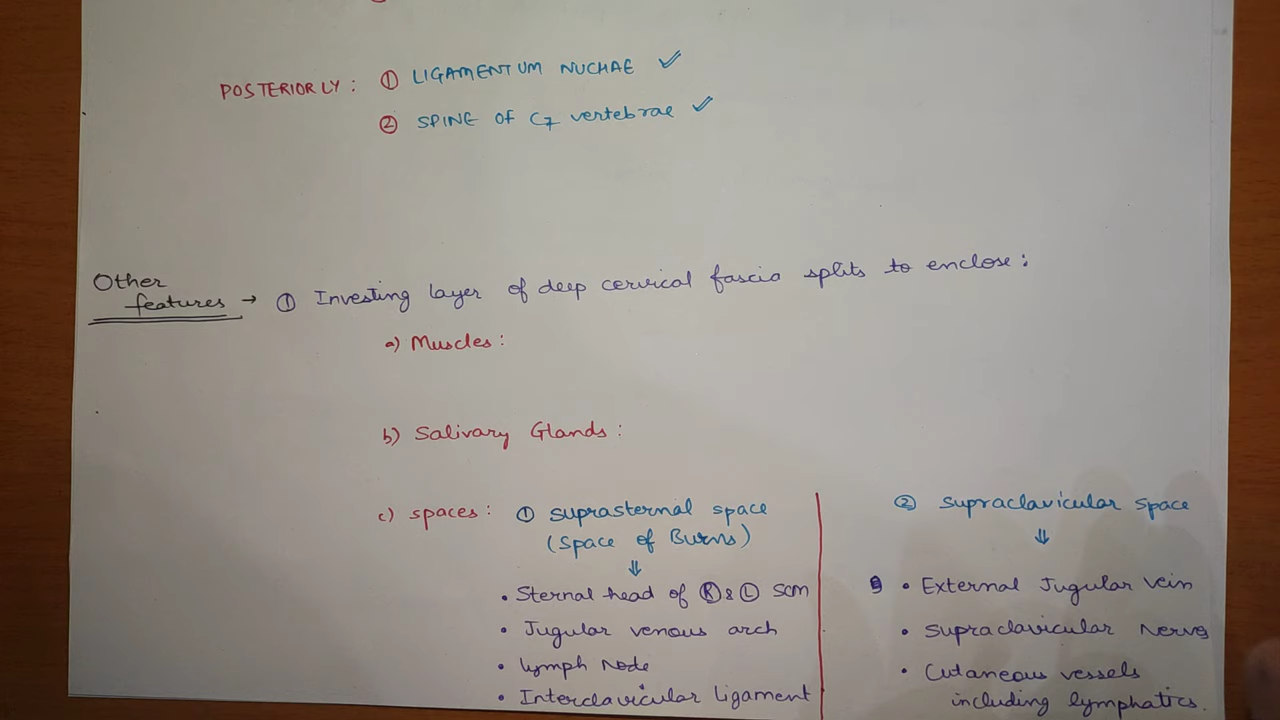 POSTERIORLY: ① LIGAMENTUM NUCHAE ✓
② SPINE OF C7 vertebrae ✓
Other
features → ① Investing layer of deep cervical fascia splits to enclose:
a) Muscles:
b) Salivary Glands:
c) spaces: ① suprasternal space
(Space of Burns)
⇓
• Sternal head of Ⓡ & Ⓛ SCM
• Jugular venous arch
• lymph Node
• Interclavicular ligament
② supraclavicular space
⇓
• External Jugular vein
• supraclavicular Nerves
• Cutaneous vessels
including lymphatics.